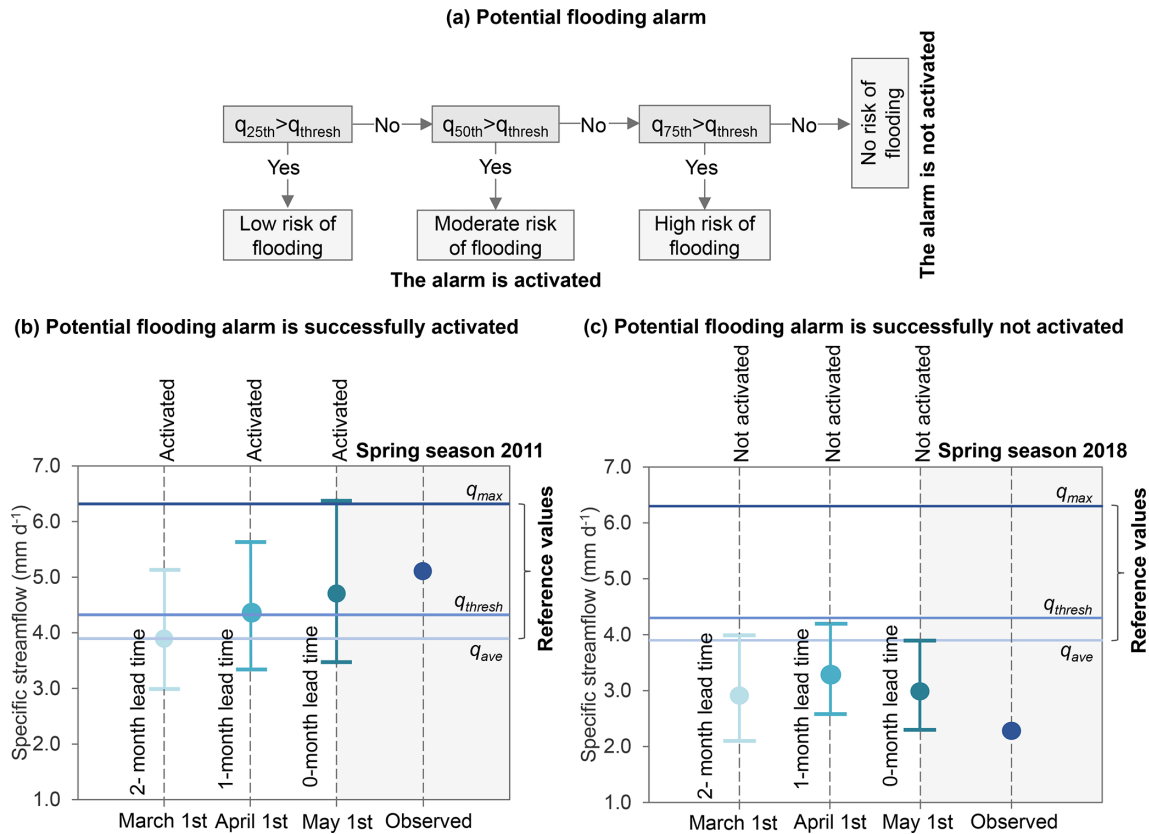 (a) Potential flooding alarm
q25th>qthresh
No
q50th>qthresh
No
q75th>qthresh
No
No risk of
flooding
The alarm is not activated
Yes
Yes
Yes
Low risk of
flooding
Moderate risk
of flooding
High risk of
flooding
The alarm is activated
(b) Potential flooding alarm is successfully activated
Activated
Activated
Activated
Spring season 2011
Specific streamflow (mm d-1)
7.0
6.0
5.0
4.0
3.0
2.0
1.0
qmax
qthresh
qave
Reference values
2- month lead time
1-month lead time
0-month lead time
March 1st
April 1st
May 1st
Observed
(c) Potential flooding alarm is successfully not activated
Not activated
Not activated
Not activated
Spring season 2018
Specific streamflow (mm d-1)
7.0
6.0
5.0
4.0
3.0
2.0
1.0
qmax
qthresh
qave
Reference values
2- month lead time
1-month lead time
0-month lead time
March 1st
April 1st
May 1st
Observed